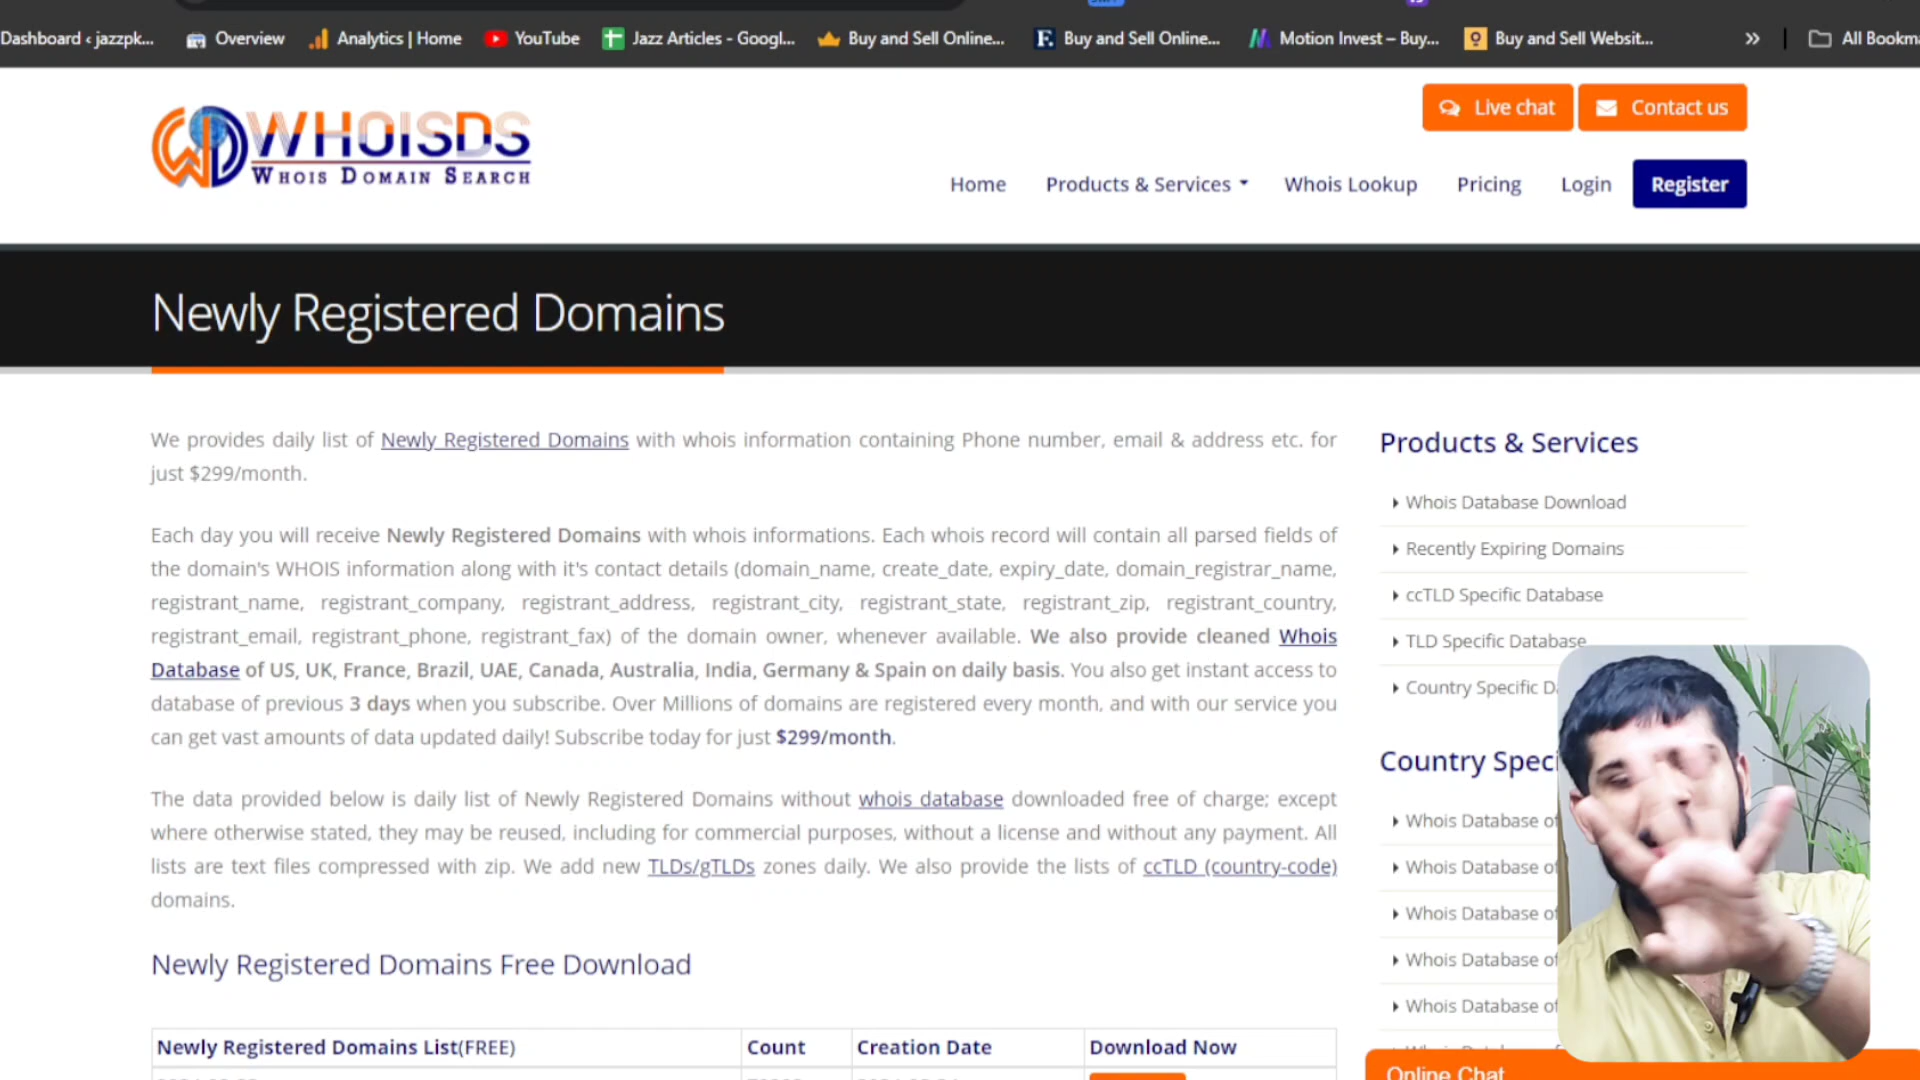 Dashboard ‹ jazzpk... Overview Analytics | Home YouTube Jazz Articles - Googl... Buy and Sell Online... Buy and Sell Online... Motion Invest – Buy... Buy and Sell Websit... » All Bookma
Live chat Contact us
WHOISDS
WHOIS DOMAIN SEARCH
Home Products & Services Whois Lookup Pricing Login Register
Newly Registered Domains
We provides daily list of Newly Registered Domains with whois information containing Phone number, email & address etc. for
just $299/month.
Each day you will receive Newly Registered Domains with whois informations. Each whois record will contain all parsed fields of
the domain's WHOIS information along with it's contact details (domain_name, create_date, expiry_date, domain_registrar_name,
registrant_name, registrant_company, registrant_address, registrant_city, registrant_state, registrant_zip, registrant_country,
registrant_email, registrant_phone, registrant_fax) of the domain owner, whenever available. We also provide cleaned Whois
Database of US, UK, France, Brazil, UAE, Canada, Australia, India, Germany & Spain on daily basis. You also get instant access to
database of previous 3 days when you subscribe. Over Millions of domains are registered every month, and with our service you
can get vast amounts of data updated daily! Subscribe today for just $299/month.
The data provided below is daily list of Newly Registered Domains without whois database downloaded free of charge; except
where otherwise stated, they may be reused, including for commercial purposes, without a license and without any payment. All
lists are text files compressed with zip. We add new TLDs/gTLDs zones daily. We also provide the lists of ccTLD (country-code)
domains.
Newly Registered Domains Free Download
Newly Registered Domains List(FREE) Count Creation Date Download Now
Products & Services
Whois Database Download
Recently Expiring Domains
ccTLD Specific Database
TLD Specific Database
Country Specific D
Country Speci
Whois Database of
Whois Database of
Whois Database of
Whois Database of
Whois Database of
Online Chat